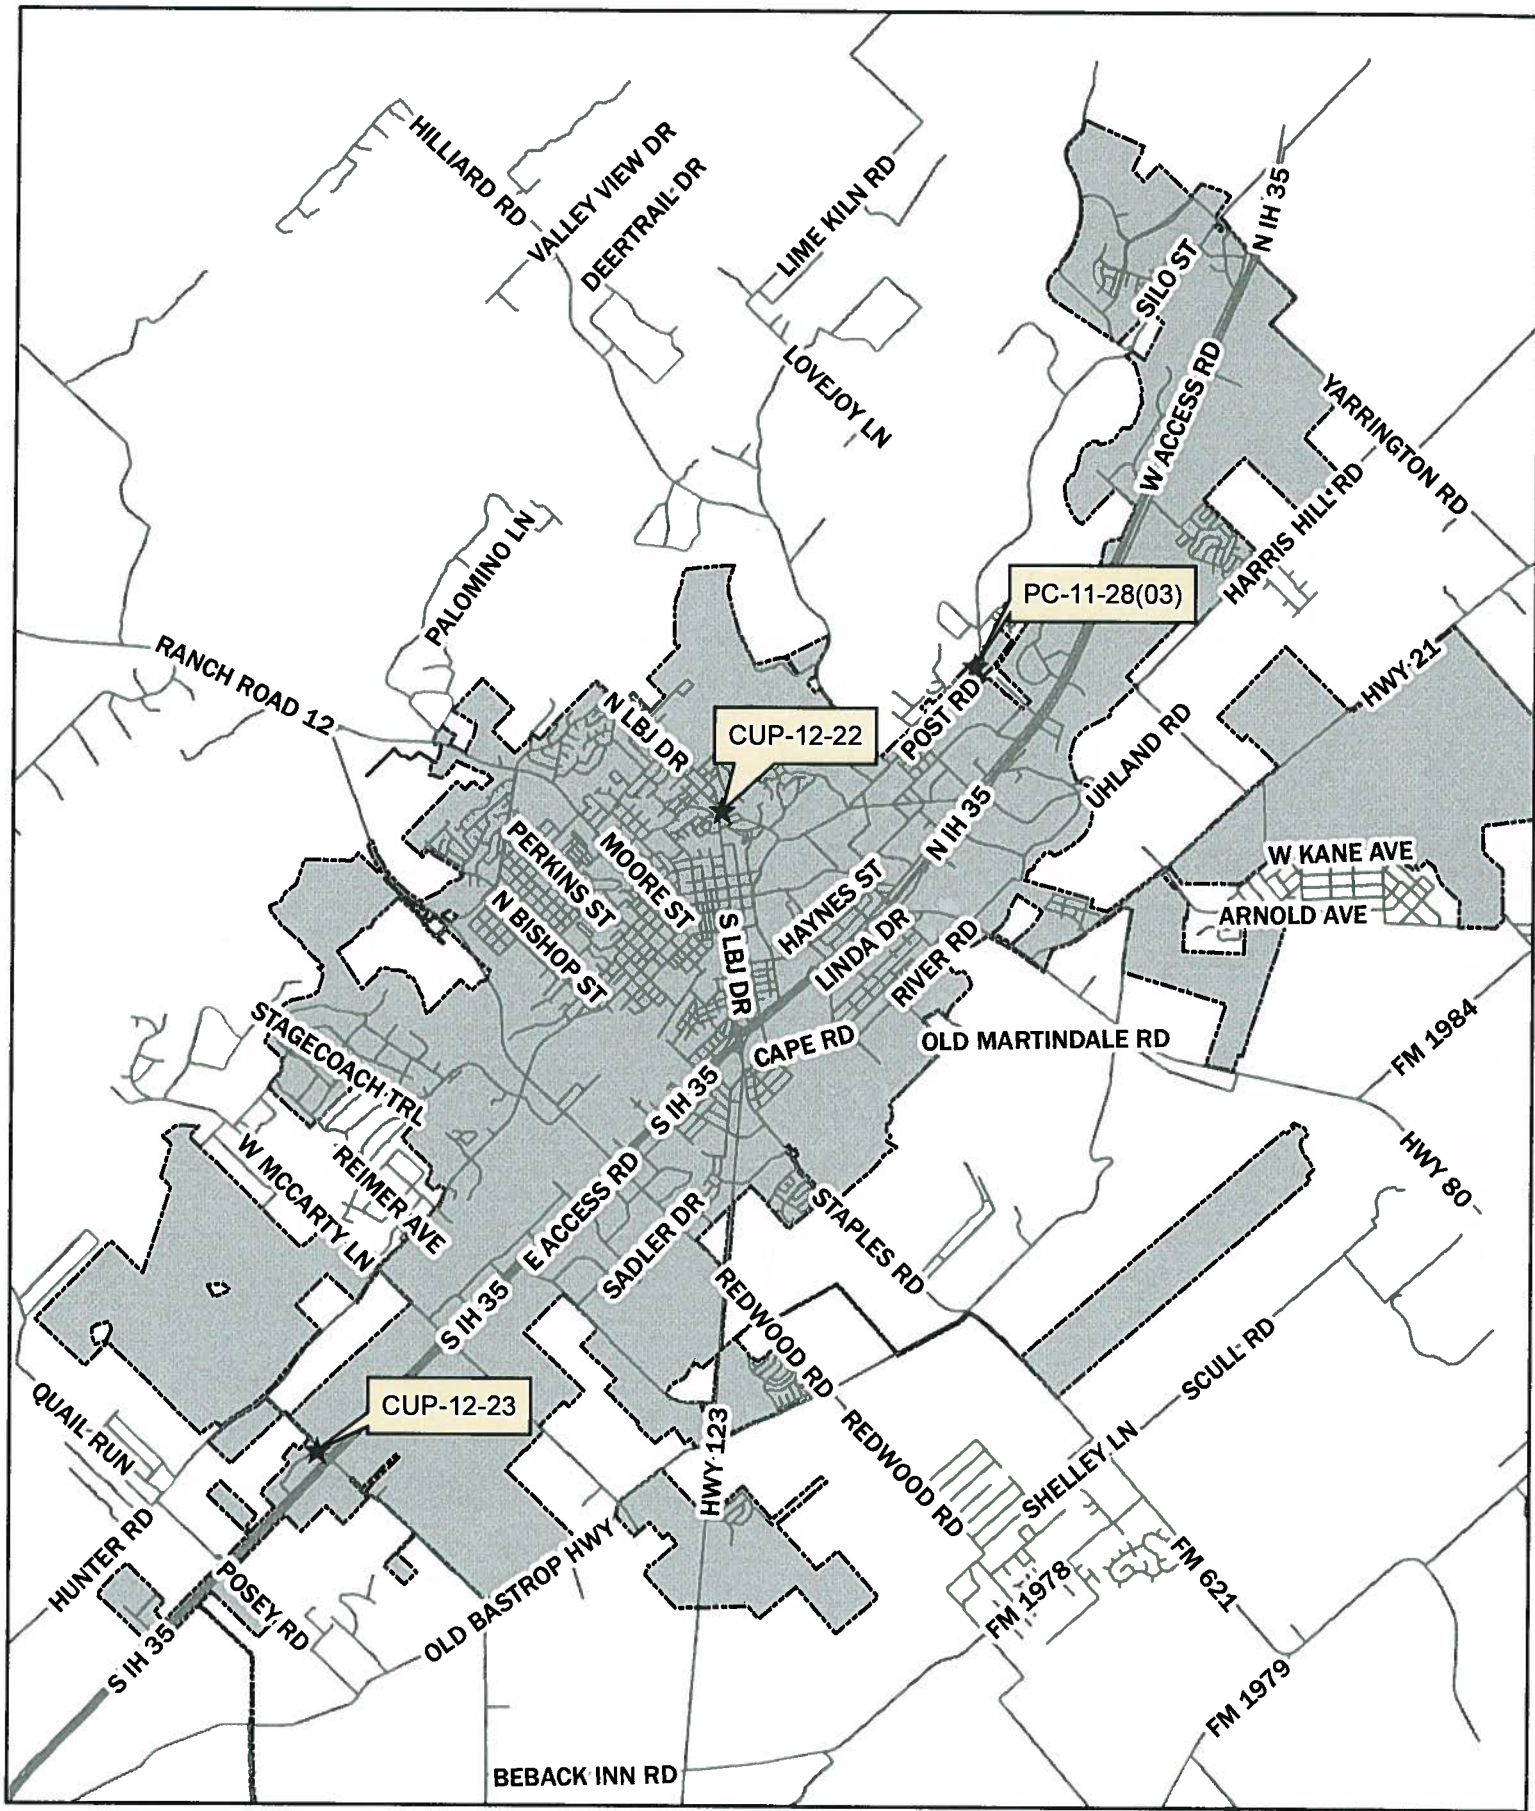 HILLIARD RD
VALLEY VIEW DR
DEERTRAIL DR
LIME KILN RD
N IH 35
SILO ST
LOVEJOY LN
W ACCESS RD
YARRINGTON RD
HARRIS HILL RD
PALOMINO LN
PC-11-28(03)
RANCH ROAD 12
HWY 21
N LBJ DR
CUP-12-22
POST RD
UHLAND RD
N IH 35
PERKINS ST
MOORE ST
W KANE AVE
HAYNES ST
ARNOLD AVE
N BISHOP ST
S LBJ DR
LINDA DR
RIVER RD
STAGECOACH TRL
CAPE RD
OLD MARTINDALE RD
FM 1984
S IH 35
W MCCARTY LN
REIMER AVE
HWY 80
E ACCESS RD
SADLER DR
STAPLES RD
S IH 35
REDWOOD RD
SCULL RD
QUAIL RUN
CUP-12-23
HWY 123
REDWOOD RD
SHELLEY LN
HUNTER RD
POSEY RD
OLD BASTROP HWY
FM 1978
FM 621
S IH 35
FM 1979
BEBACK INN RD